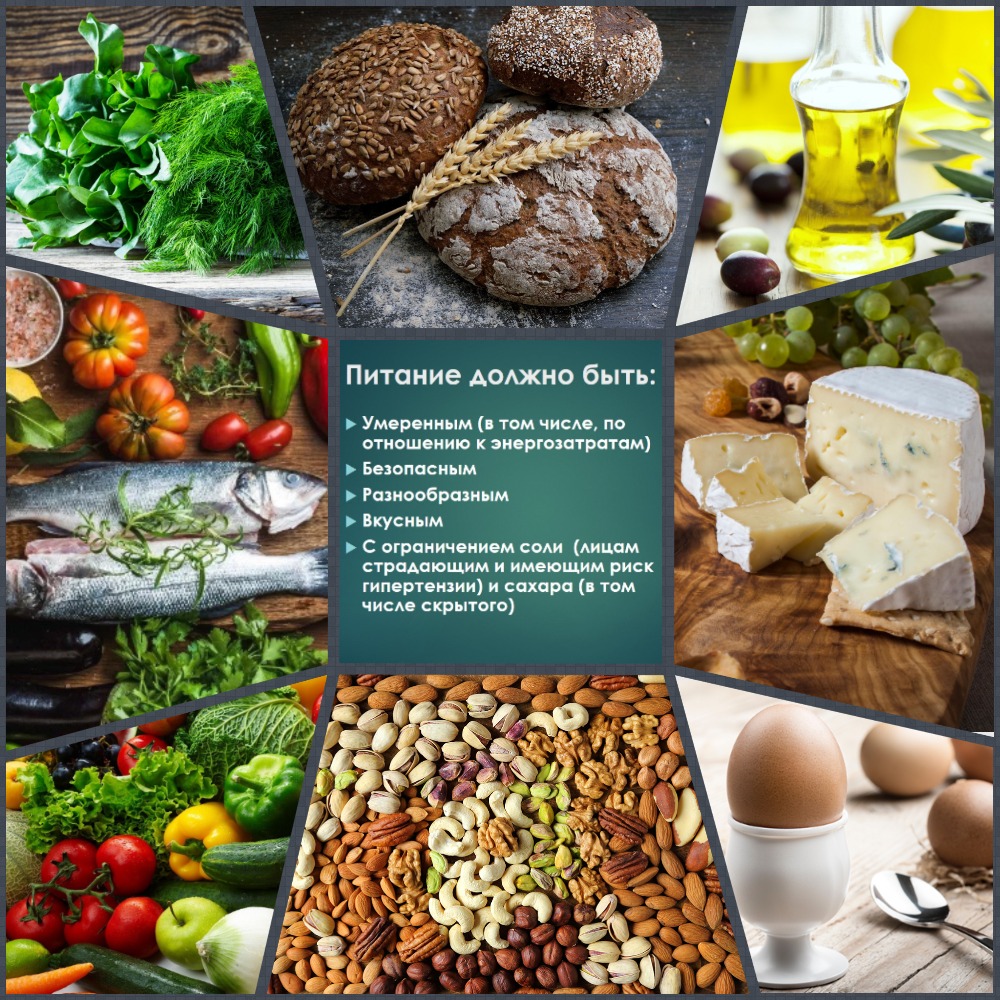 Питание должно быть:
▸ Умеренным (в том числе, по
отношению к энергозатратам)
▸ Безопасным
▸ Разнообразным
▸ Вкусным
▸ С ограничением соли (лицам
страдающим и имеющим риск
гипертензии) и сахара (в том
числе скрытого)